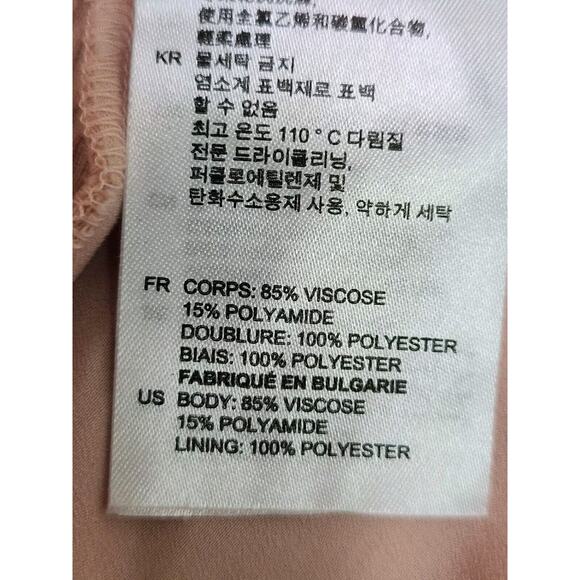 使用全氯乙烯和碳氫化合物,
輕柔處理
KR 물세탁 금지
염소계 표백제로 표백
할 수 없음
최고 온도 110 ° C 다림질
전문 드라이클리닝,
퍼클로에틸렌제 및
탄화수소용제 사용, 약하게 세탁
FR CORPS: 85% VISCOSE
15% POLYAMIDE
DOUBLURE: 100% POLYESTER
BIAIS: 100% POLYESTER
FABRIQUÉ EN BULGARIE
US BODY: 85% VISCOSE
15% POLYAMIDE
LINING: 100% POLYESTER